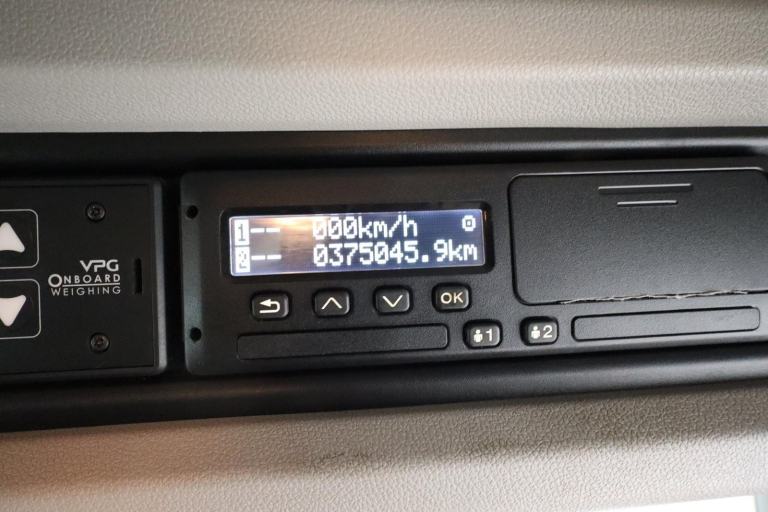 VPG
ONBOARD
WEIGHING
1 -- 000km/h
2 -- 0375045.9km
OK
1
2